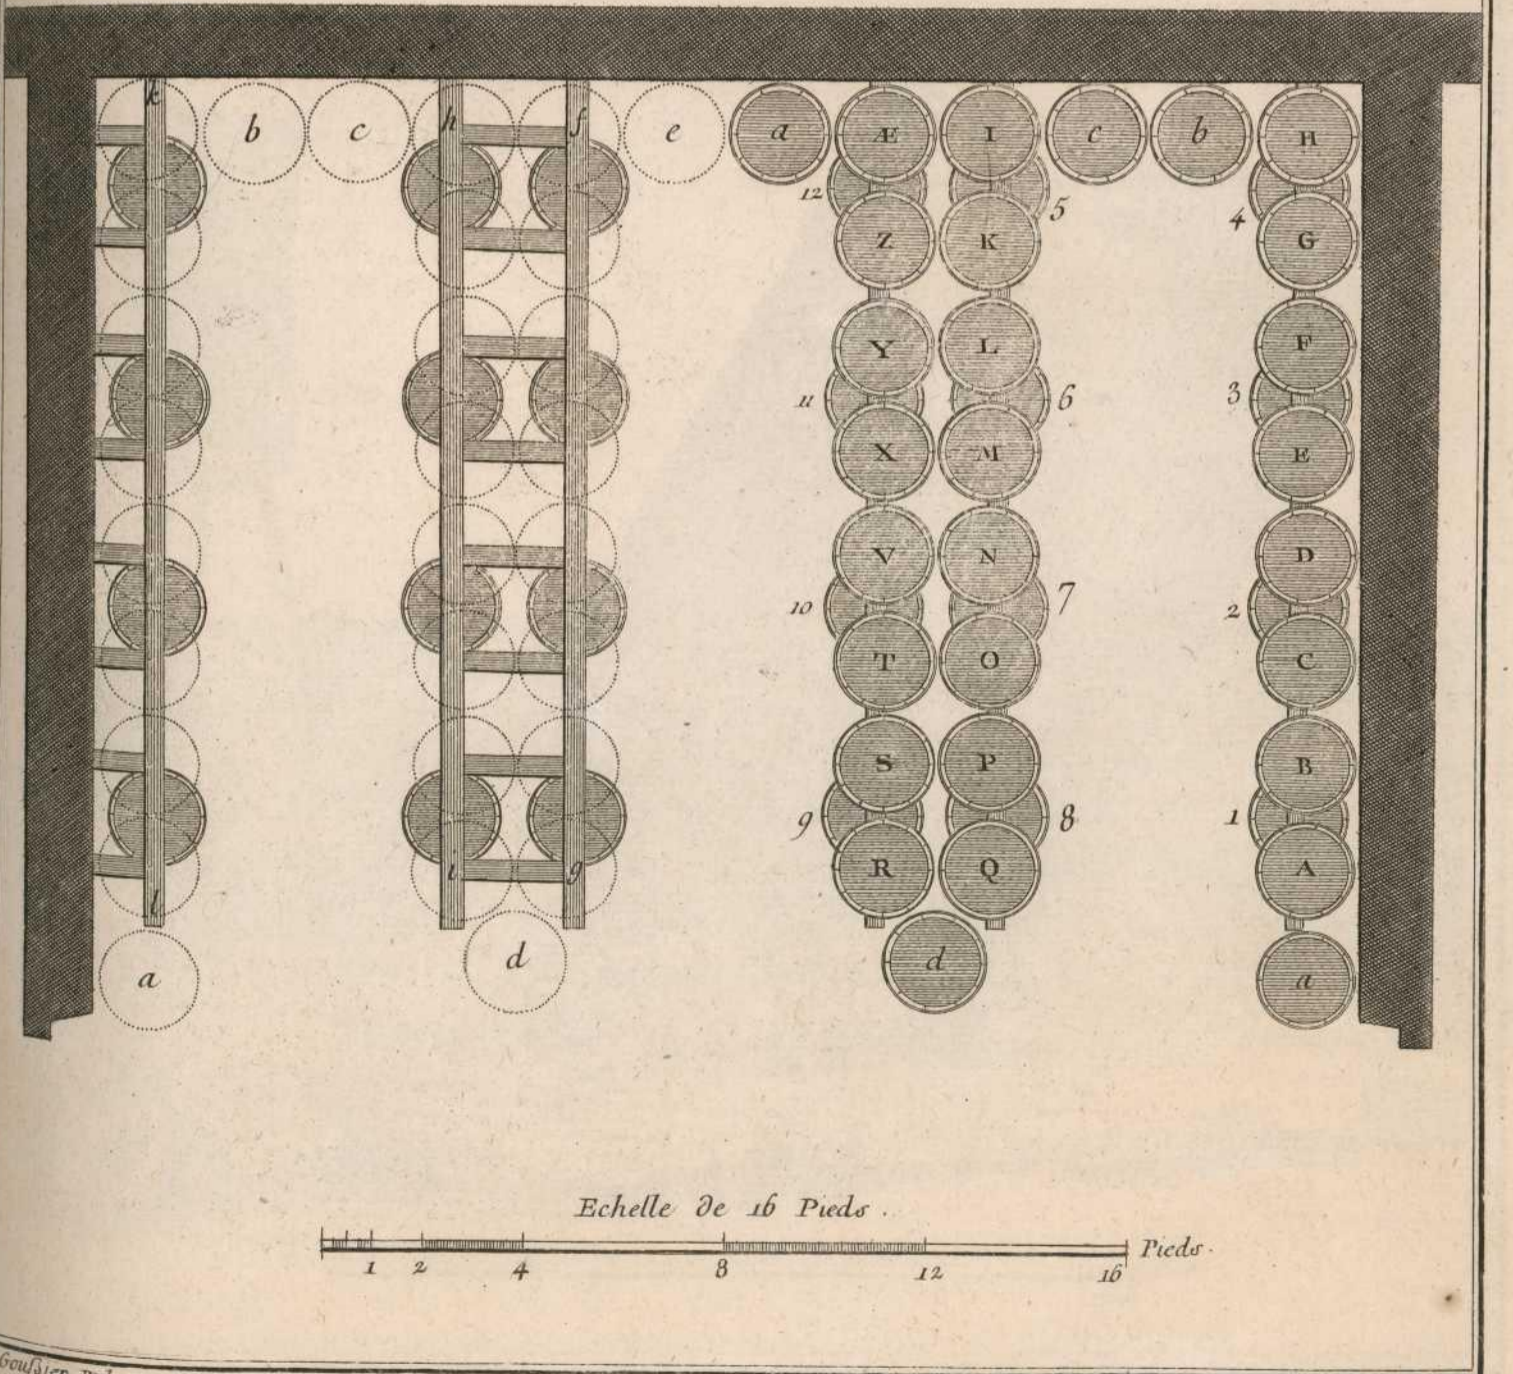 k b c h f e a Æ I c b H
12 5 4
Z K G
Y L F
11 6 3
X M E
V N D
10 7 2
T O C
S P B
9 8 1
i g R Q A
l
a d d a
Echelle de 16 Pieds.
1 2 4 8 12 16 Pieds.